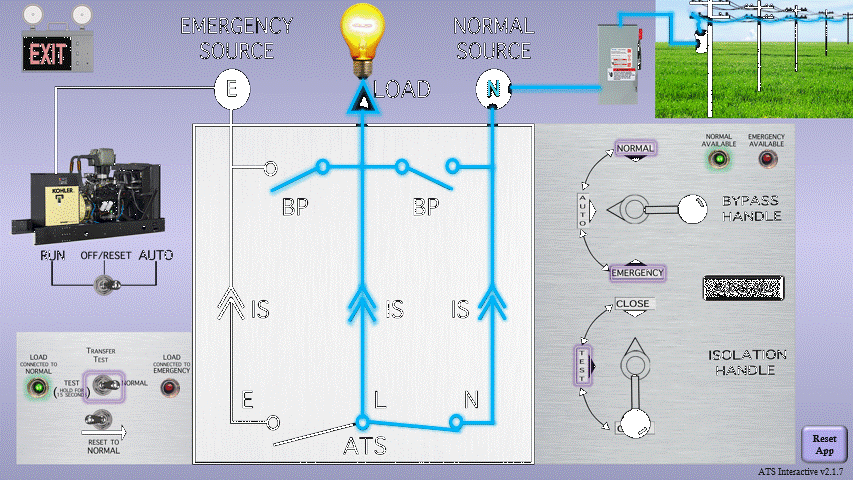 EXIT
EMERGENCY
SOURCE
NORMAL
SOURCE
E
LOAD
N
KOHLER
RUN
OFF/RESET
AUTO
BP
BP
IS
IS
IS
E
L
N
ATS
LOAD
CONNECTED TO
NORMAL
TRANSFER
TEST
LOAD
CONNECTED TO
EMERGENCY
TEST
(HOLD FOR
15 SECONDS)
NORMAL
RESET TO
NORMAL
NORMAL
AUTO
EMERGENCY
NORMAL
AVAILABLE
EMERGENCY
AVAILABLE
BYPASS
HANDLE
CLOSE
TEST
ISOLATION
HANDLE
Reset
App
ATS Interactive v2.1.7